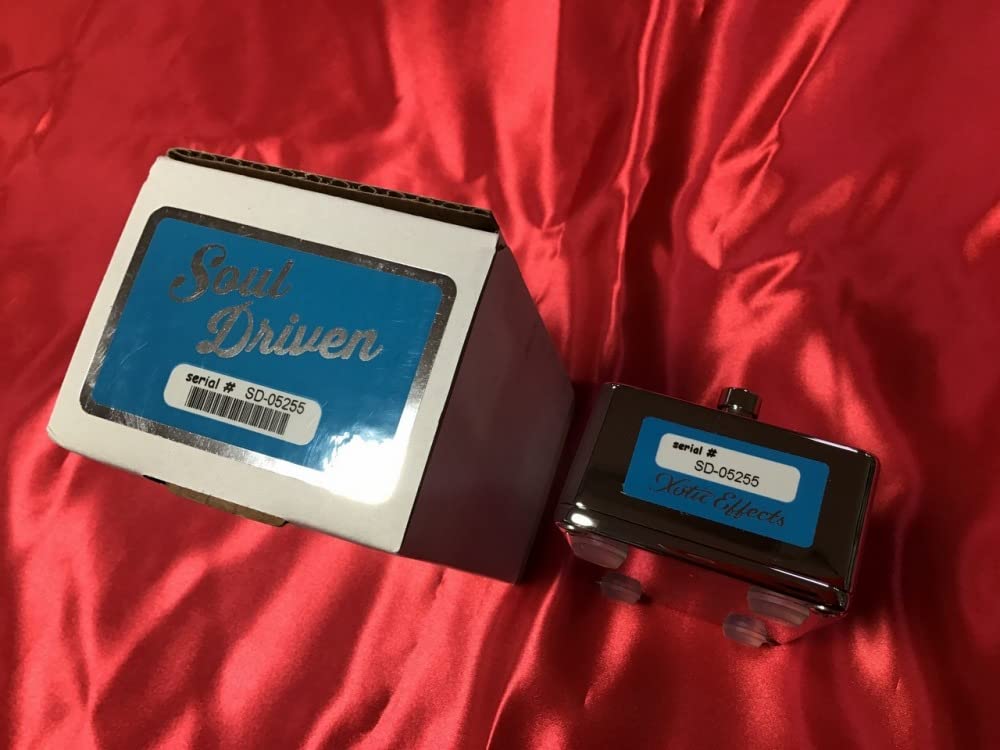 Soul
Driven
serial # SD-05255
serial #
SD-05255
Xotic Effects